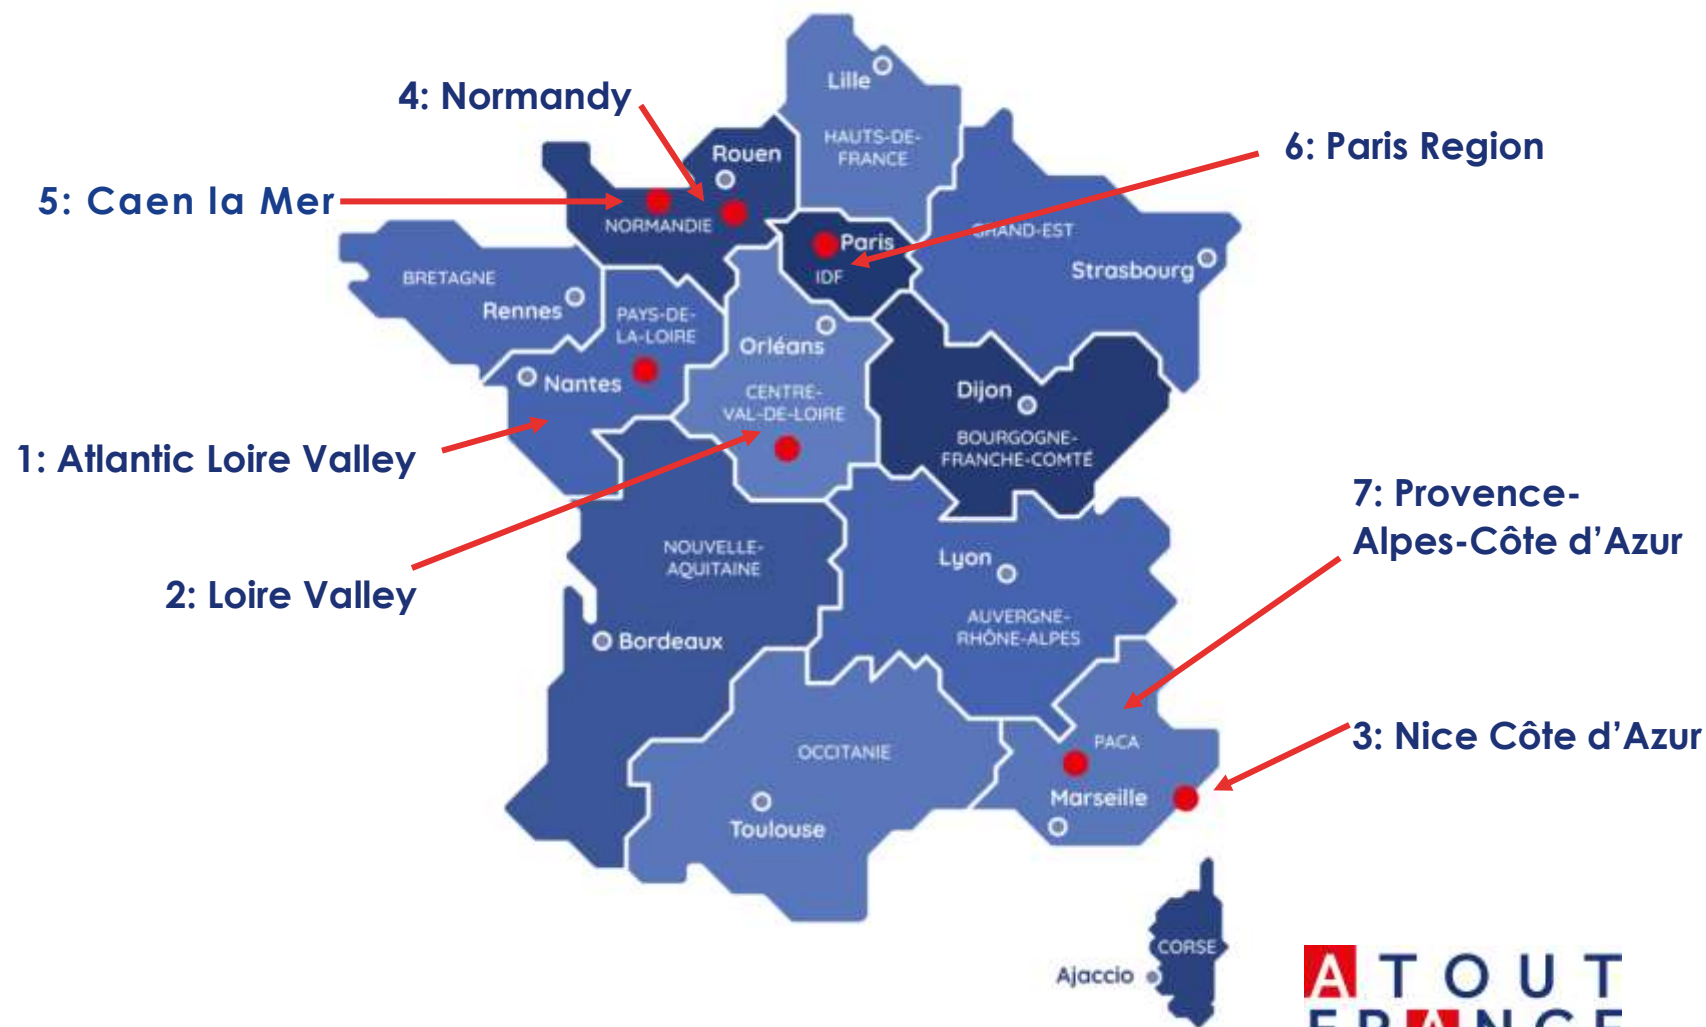 Lille
4: Normandy
HAUTS-DE-
FRANCE
6: Paris Region
Rouen
5: Caen la Mer
NORMANDIE
GRAND-EST
Paris
IDF
Strasbourg
BRETAGNE
Rennes
PAYS-DE-
LA-LOIRE
Orléans
Nantes
CENTRE-
VAL-DE-LOIRE
Dijon
BOURGOGNE-
FRANCHE-COMTÉ
1: Atlantic Loire Valley
7: Provence-
Alpes-Côte d’Azur
NOUVELLE-
AQUITAINE
Lyon
2: Loire Valley
AUVERGNE-
RHÔNE-ALPES
Bordeaux
3: Nice Côte d’Azur
PACA
OCCITANIE
Marseille
Toulouse
CORSE
Ajaccio
ATOUT
FRANCE